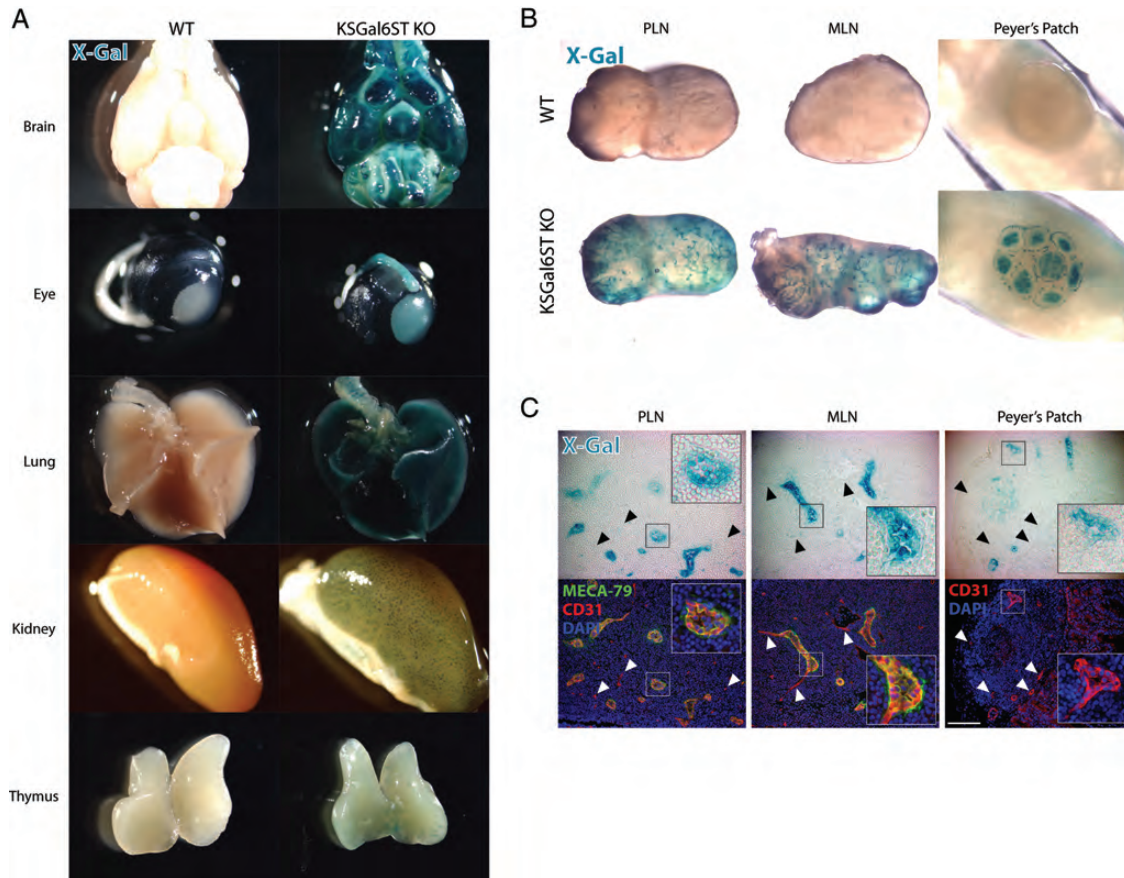 A
WT
KSGal6ST KO
X-Gal
Brain
Eye
Lung
Kidney
Thymus
B
PLN
MLN
Peyer's Patch
X-Gal
WT
KSGal6ST KO
C
PLN
MLN
Peyer's Patch
X-Gal
MECA-79
CD31
DAPI
CD31
DAPI